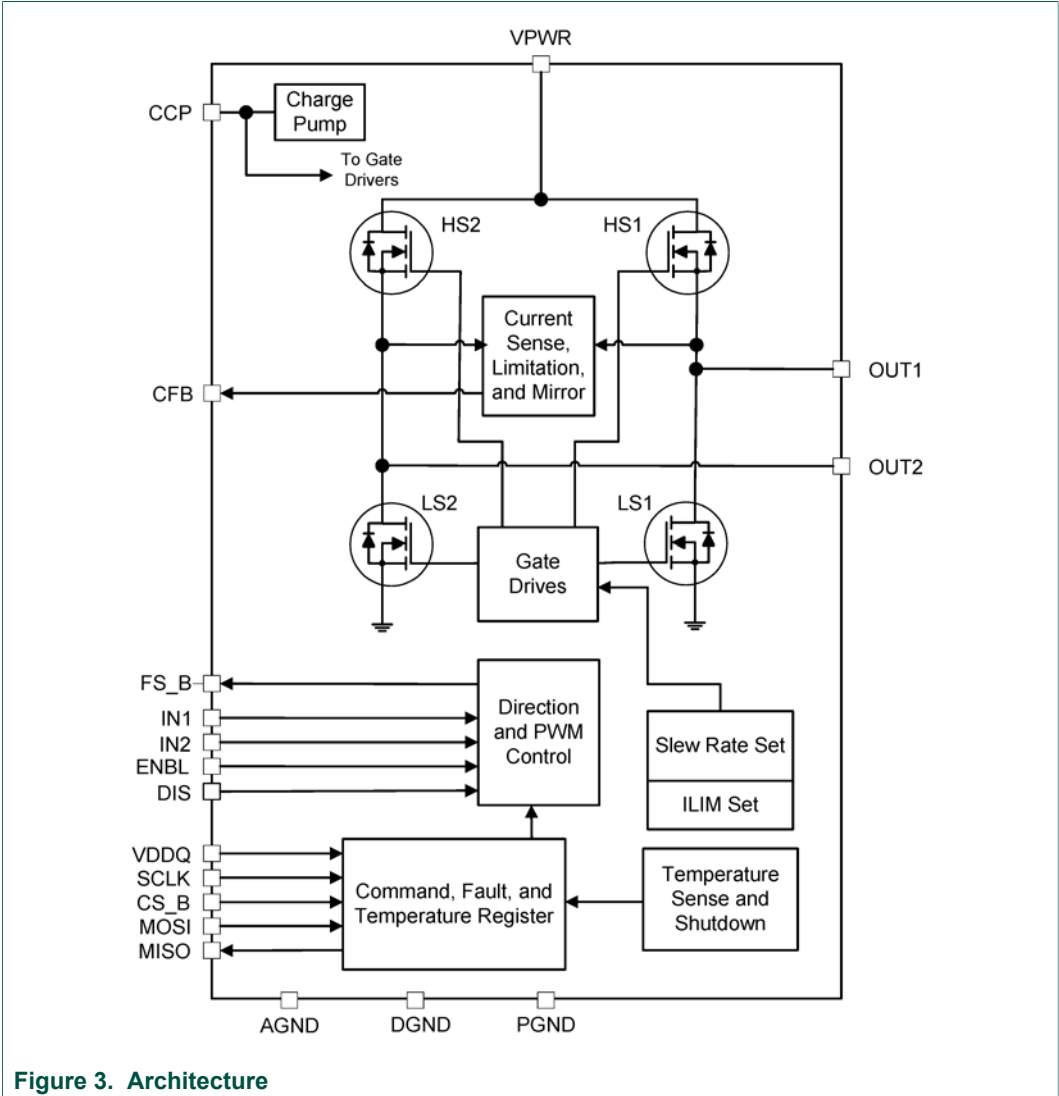 VPWR
CCP
Charge
Pump
To Gate
Drivers
HS2
HS1
Current
Sense,
Limitation,
and Mirror
OUT1
CFB
OUT2
LS2
LS1
Gate
Drives
FS_B
IN1
IN2
ENBL
DIS
Direction
and PWM
Control
Slew Rate Set
ILIM Set
VDDQ
SCLK
CS_B
MOSI
MISO
Command, Fault, and
Temperature Register
Temperature
Sense and
Shutdown
AGND
DGND
PGND
Figure 3. Architecture